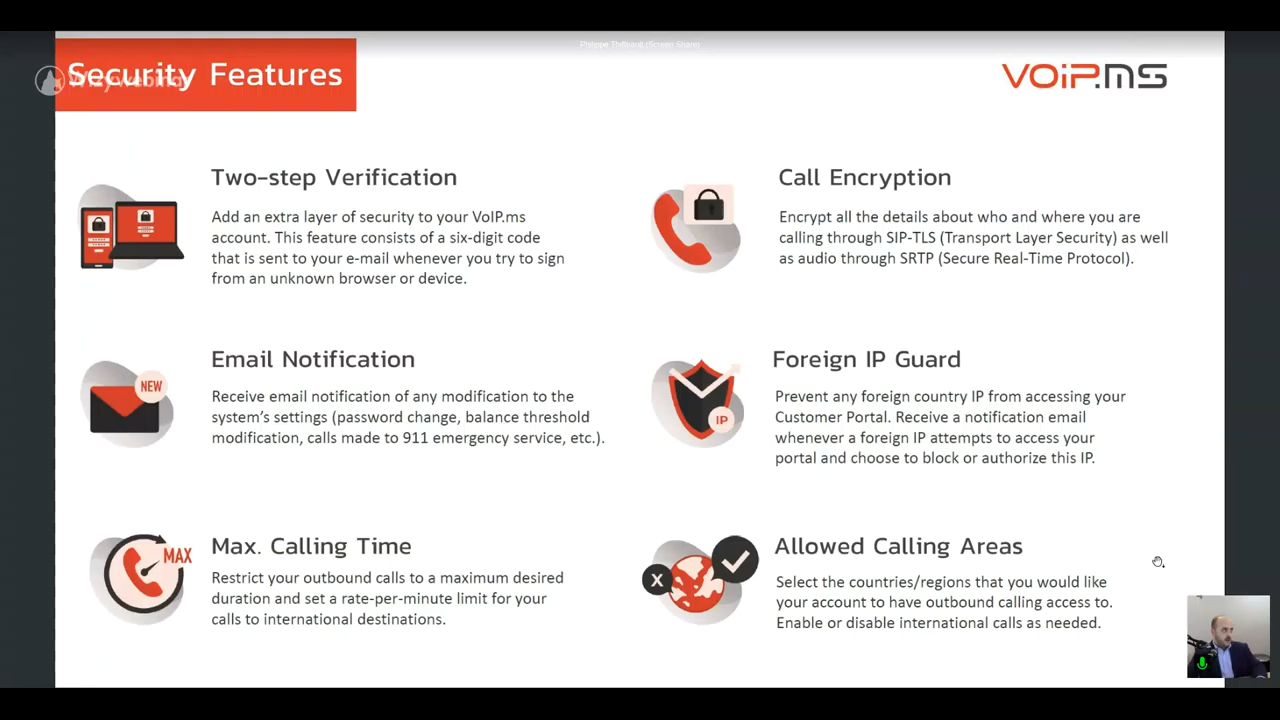 (Screen Share)
Security Features
VOiP.MS
Two-step Verification
Add an extra layer of security to your VoIP.ms
account. This feature consists of a six-digit code
that is sent to your e-mail whenever you try to sign
from an unknown browser or device.
Call Encryption
Encrypt all the details about who and where you are
calling through SIP-TLS (Transport Layer Security) as well
as audio through SRTP (Secure Real-Time Protocol).
NEW
Email Notification
Receive email notification of any modification to the
system's settings (password change, balance threshold
modification, calls made to 911 emergency service, etc.).
IP
Foreign IP Guard
Prevent any foreign country IP from accessing your
Customer Portal. Receive a notification email
whenever a foreign IP attempts to access your
portal and choose to block or authorize this IP.
MAX
Max. Calling Time
Restrict your outbound calls to a maximum desired
duration and set a rate-per-minute limit for your
calls to international destinations.
X
Allowed Calling Areas
Select the countries/regions that you would like
your account to have outbound calling access to.
Enable or disable international calls as needed.